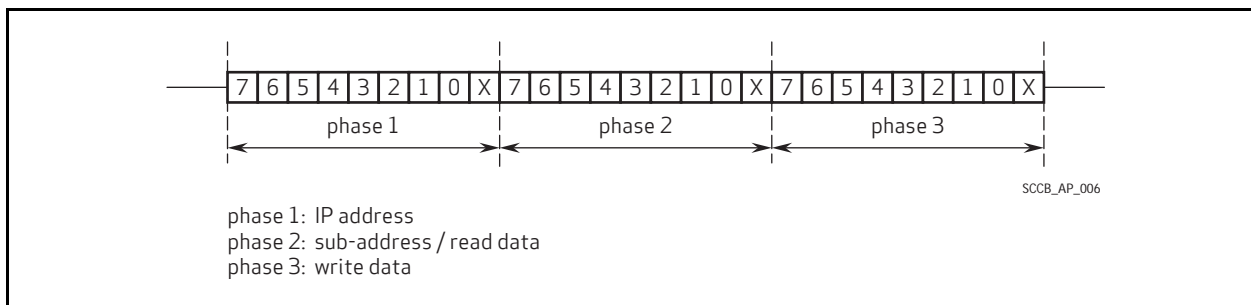 7 6 5 4 3 2 1 0 X 7 6 5 4 3 2 1 0 X 7 6 5 4 3 2 1 0 X
phase 1 phase 2 phase 3
SCCB_AP_006
phase 1: IP address
phase 2: sub-address / read data
phase 3: write data